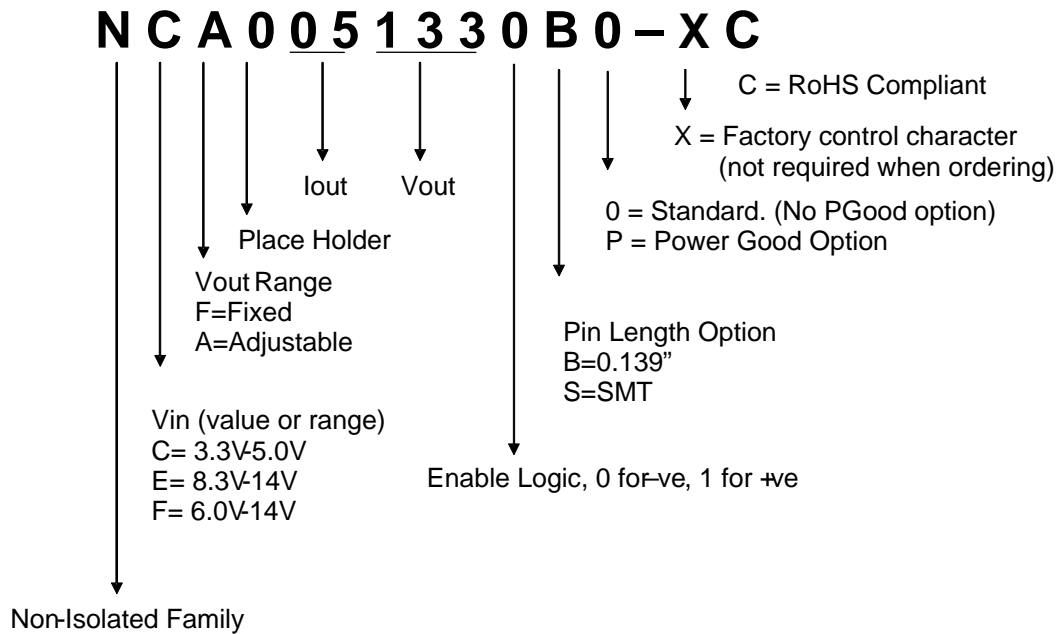 N C A 0 0 5 1 3 3 0 B 0 – X C
C = RoHS Compliant
X = Factory control character
(not required when ordering)
Iout
Vout
0 = Standard. (No PGood option)
P = Power Good Option
Place Holder
Vout Range
F=Fixed
A=Adjustable
Pin Length Option
B=0.139”
S=SMT
Vin (value or range)
C= 3.3V-5.0V
E= 8.3V-14V
F= 6.0V-14V
Enable Logic, 0 for –ve, 1 for +ve
Non-Isolated Family